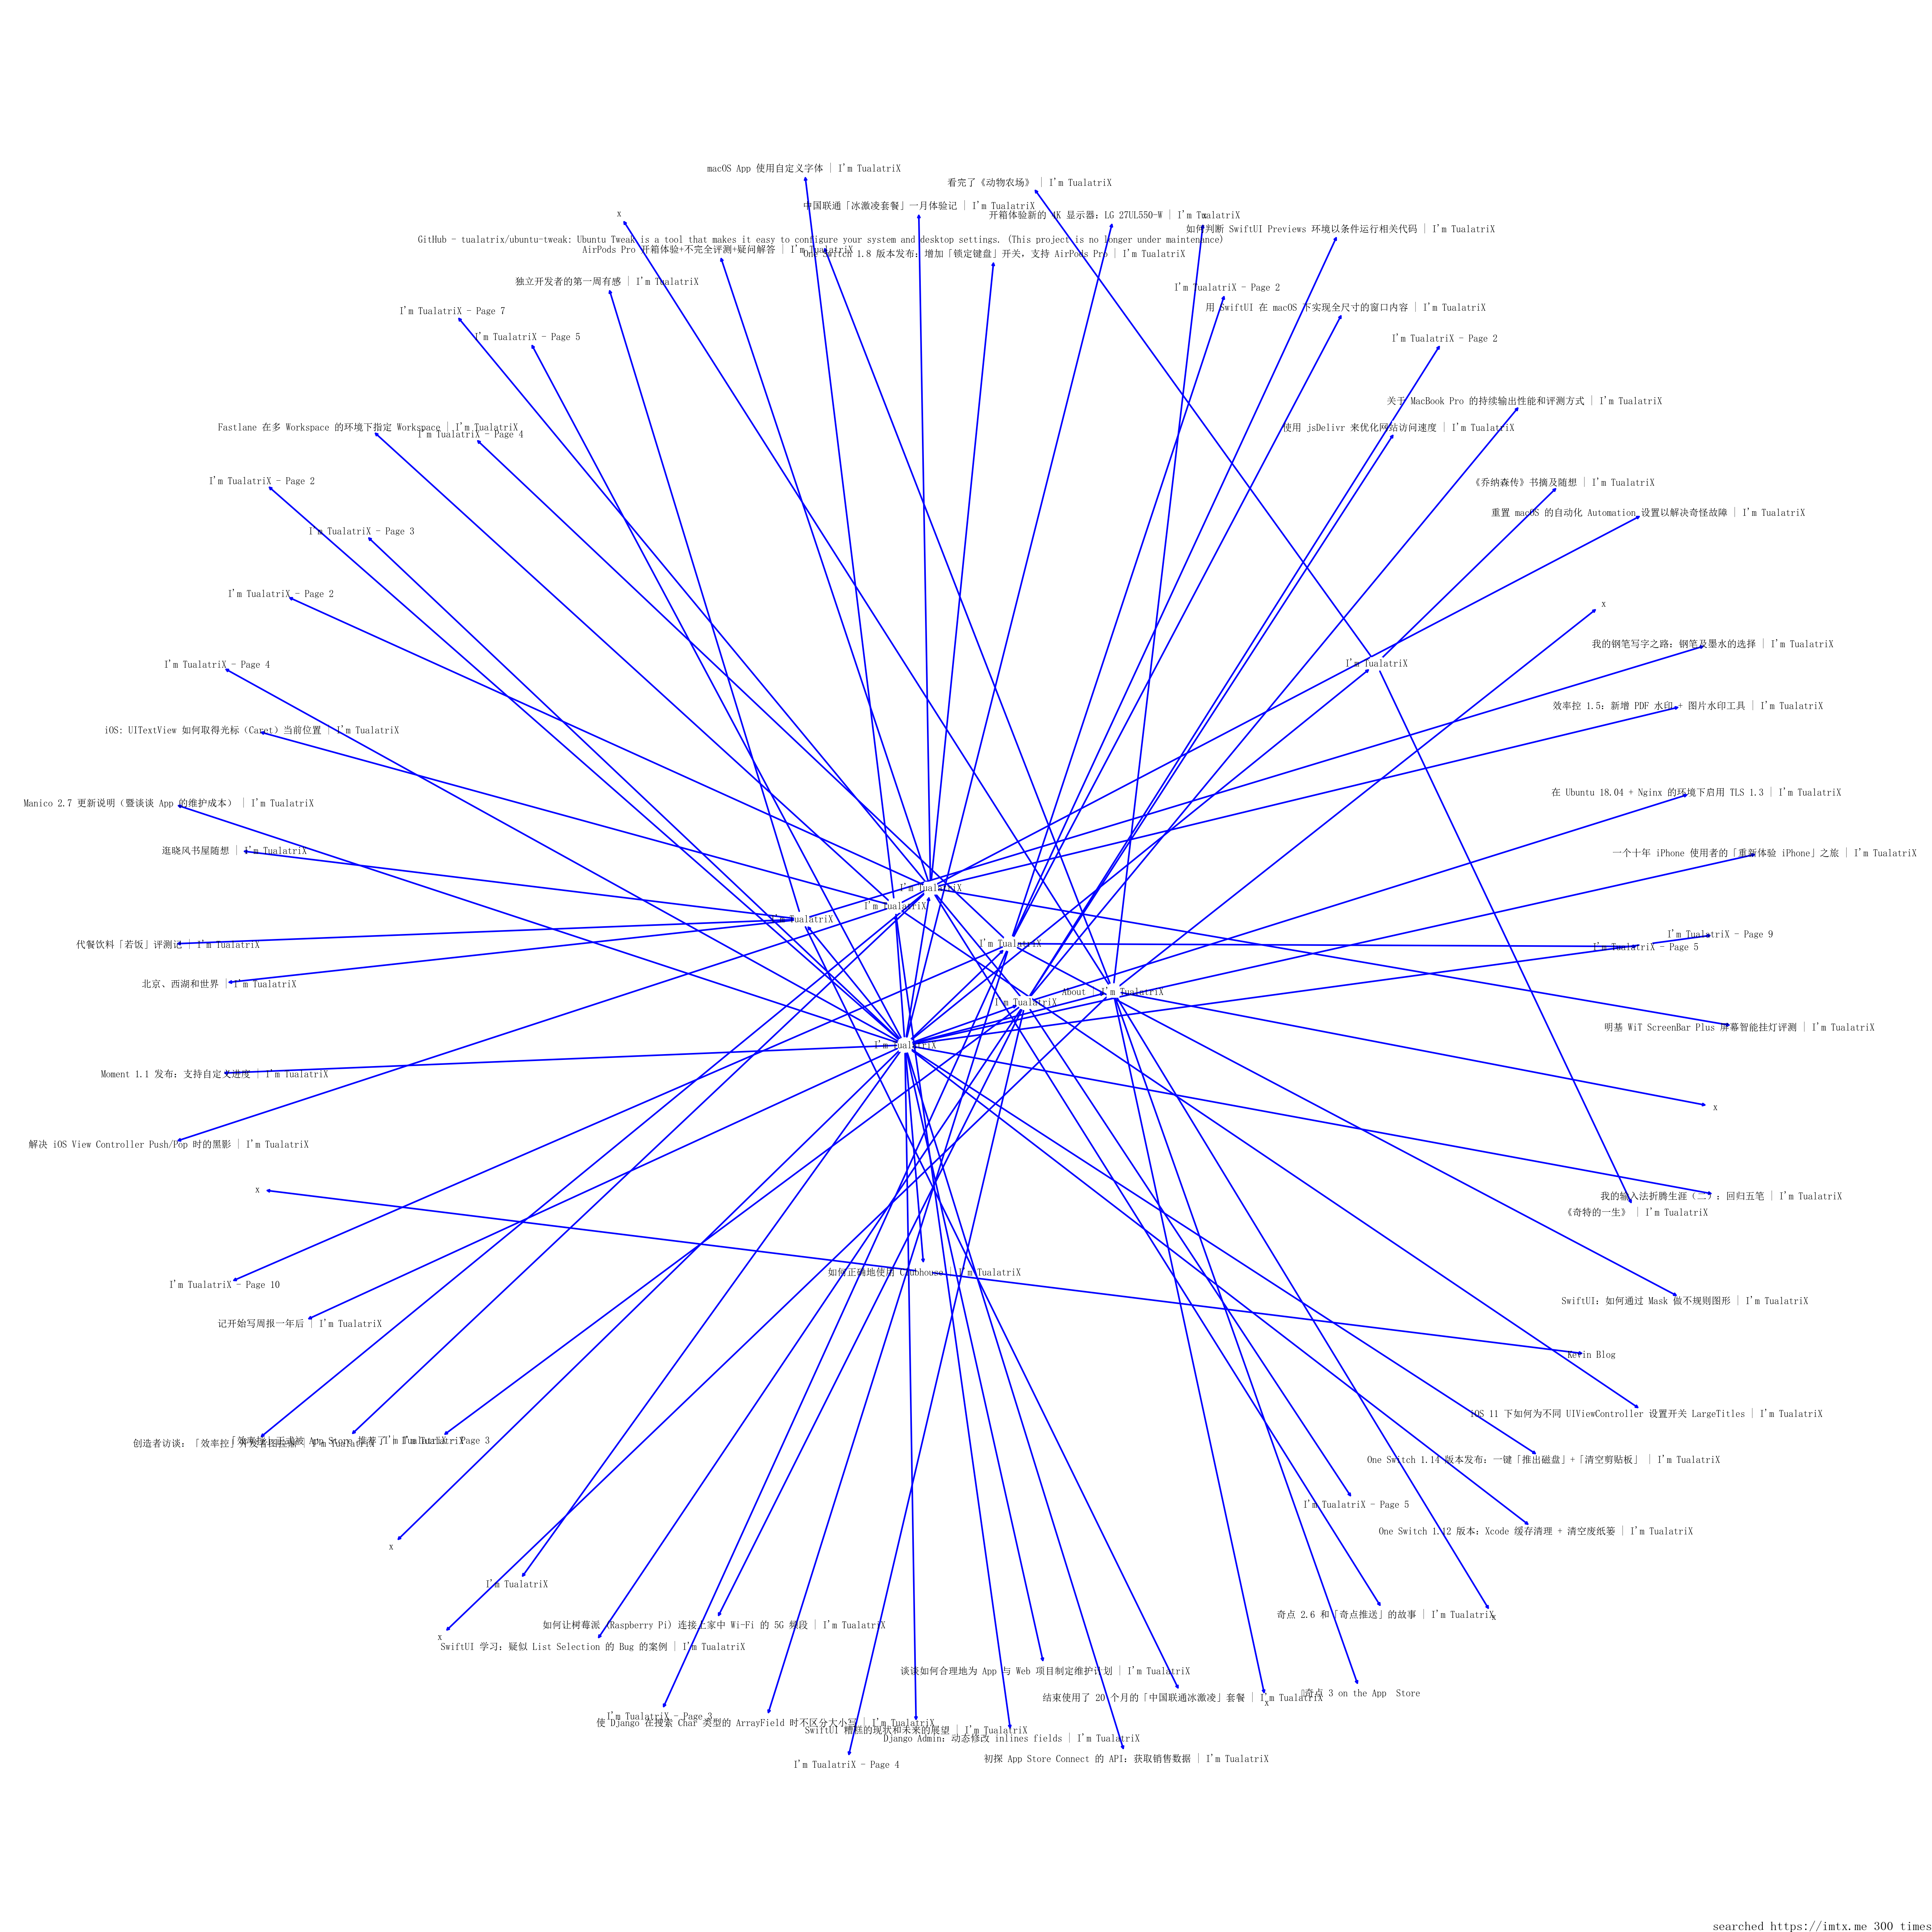 macOS App 使用自定义字体 | I'm TualatriX
看完了《动物农场》 | I'm TualatriX
中国联通「冰激凌套餐」一月体验记 | I'm TualatriX
x
开箱体验新的 4K 显示器：LG 27UL550-W | I'm TualatriX
x
如何判断 SwiftUI Previews 环境以条件运行相关代码 | I'm TualatriX
GitHub - tualatrix/ubuntu-tweak: Ubuntu Tweak is a tool that makes it easy to configure your system and desktop settings. (This project is no longer under maintenance)
AirPods Pro 开箱体验+不完全评测+疑问解答 | I'm TualatriX
One Switch 1.8 版本发布：增加「锁定键盘」开关，支持 AirPods Pro | I'm TualatriX
独立开发者的第一周有感 | I'm TualatriX
I'm TualatriX - Page 2
用 SwiftUI 在 macOS 下实现全尺寸的窗口内容 | I'm TualatriX
I'm TualatriX - Page 7
I'm TualatriX - Page 5
I'm TualatriX - Page 2
关于 MacBook Pro 的持续输出性能和评测方式 | I'm TualatriX
Fastlane 在多 Workspace 的环境下指定 Workspace | I'm TualatriX
使用 jsDelivr 来优化网站访问速度 | I'm TualatriX
I'm TualatriX - Page 4
I'm TualatriX - Page 2
《乔纳森传》书摘及随想 | I'm TualatriX
重置 macOS 的自动化 Automation 设置以解决奇怪故障 | I'm TualatriX
I'm TualatriX - Page 3
I'm TualatriX - Page 2
x
我的钢笔写字之路：钢笔及墨水的选择 | I'm TualatriX
I'm TualatriX - Page 4
I'm TualatriX
效率控 1.5：新增 PDF 水印 + 图片水印工具 | I'm TualatriX
iOS: UITextView 如何取得光标（Caret）当前位置 | I'm TualatriX
在 Ubuntu 18.04 + Nginx 的环境下启用 TLS 1.3 | I'm TualatriX
Manico 2.7 更新说明（暨谈谈 App 的维护成本） | I'm TualatriX
逛晓风书屋随想 | I'm TualatriX
一个十年 iPhone 使用者的「重新体验 iPhone」之旅 | I'm TualatriX
I'm TualatriX
I'm TualatriX
I'm TualatriX
I'm TualatriX - Page 9
代餐饮料「若饭」评测记 | I'm TualatriX
I'm TualatriX
I'm TualatriX - Page 5
北京、西湖和世界 | I'm TualatriX
About | I'm TualatriX
I'm TualatriX
明基 WiT ScreenBar Plus 屏幕智能挂灯评测 | I'm TualatriX
I'm TualatriX
Moment 1.1 发布：支持自定义进度 | I'm TualatriX
x
解决 iOS View Controller Push/Pop 时的黑影 | I'm TualatriX
x
我的输入法折腾生涯（二）：回归五笔 | I'm TualatriX
《奇特的一生》 | I'm TualatriX
如何正确地使用 Clubhouse | I'm TualatriX
I'm TualatriX - Page 10
SwiftUI：如何通过 Mask 做不规则图形 | I'm TualatriX
记开始写周报一年后 | I'm TualatriX
Kevin Blog
iOS 11 下如何为不同 UIViewController 设置开关 LargeTitles | I'm TualatriX
「效率控」正式被 App Store 推荐了 | I'm TualatriX
I'm TualatriX - Page 3
创造者访谈：「效率控」开发者图拉鼎 | I'm TualatriX
One Switch 1.14 版本发布：一键「推出磁盘」+「清空剪贴板」 | I'm TualatriX
I'm TualatriX - Page 5
One Switch 1.12 版本：Xcode 缓存清理 + 清空废纸篓 | I'm TualatriX
x
I'm TualatriX
奇点 2.6 和「奇点推送」的故事 | I'm TualatriX
x
如何让树莓派 (Raspberry Pi) 连接上家中 Wi-Fi 的 5G 频段 | I'm TualatriX
x
SwiftUI 学习：疑似 List Selection 的 Bug 的案例 | I'm TualatriX
谈谈如何合理地为 App 与 Web 项目制定维护计划 | I'm TualatriX
奇点 3 on the App Store
结束使用了 20 个月的「中国联通冰激凌」套餐 | I'm TualatriX
x
I'm TualatriX - Page 3
使 Django 在搜索 Char 类型的 ArrayField 时不区分大小写 | I'm TualatriX
SwiftUI 糟糕的现状和未来的展望 | I'm TualatriX
Django Admin：动态修改 inlines fields | I'm TualatriX
初探 App Store Connect 的 API：获取销售数据 | I'm TualatriX
I'm TualatriX - Page 4
searched https://imtx.me 300 times